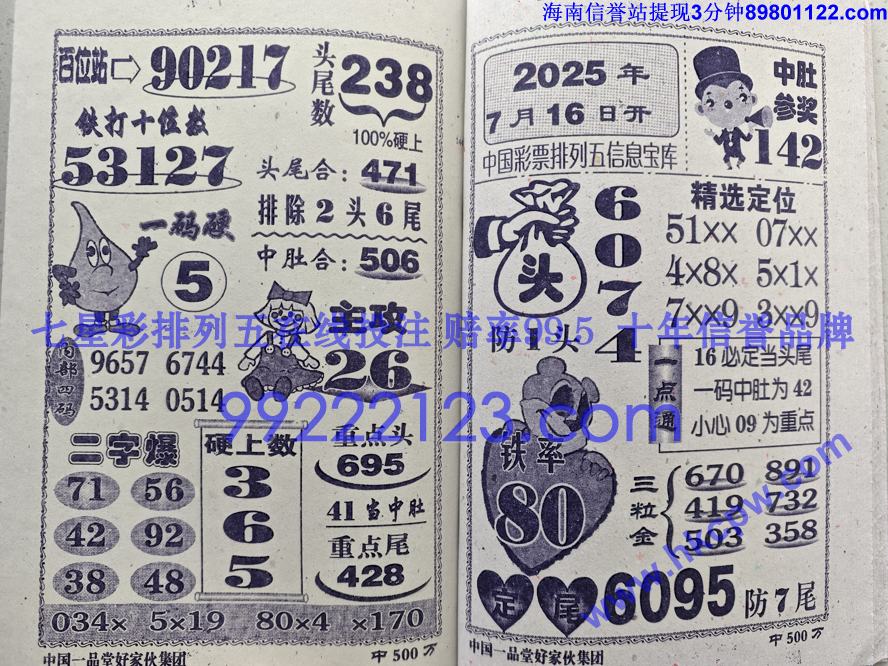 海南信誉站提现3分钟89801122.com
百位站 90217
头尾数 238
100%硬上
铁打十位数
53127
头尾合：471
排除2头6尾
一码硬
5
中肚合：506
主攻
26
内部四码
9657 6744
5314 0514
二字爆
71 56
42 92
38 48
硬上数
3
6
5
重点头
695
41当中肚
重点尾
428
034× 5×19 80×4 ×170
中国一品堂好家伙集团
中500万
2025年
7月16日开
中国彩票排列五信息宝库
中肚参奖
142
头
6
0
7
4
防1头
精选定位
51×× 07××
4×8× 5×1×
7××9 3××9
一点通
16必定当头尾
一码中肚为42
小心09为重点
铁率
80
三粒金
670 891
419 732
503 358
定尾 6095 防7尾
中国一品堂好家伙集团
中500万
七星彩排列五在线投注 赔率995 十年信誉品牌
99222123.com